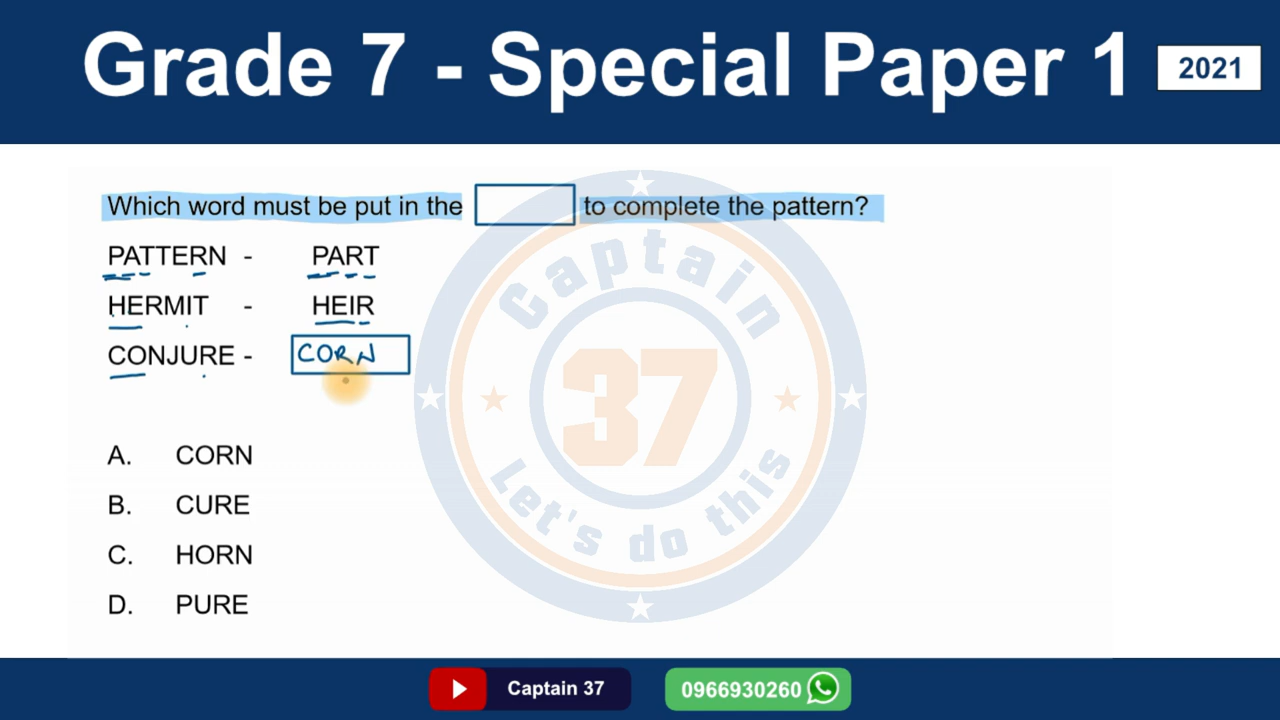 Grade 7 - Special Paper 1 2021
Which word must be put in the to complete the pattern?
PATTERN - PART
HERMIT - HEIR
CONJURE - CORN
A. CORN
B. CURE
C. HORN
D. PURE
Captain
37
Let's do this
Captain 37 0966930260